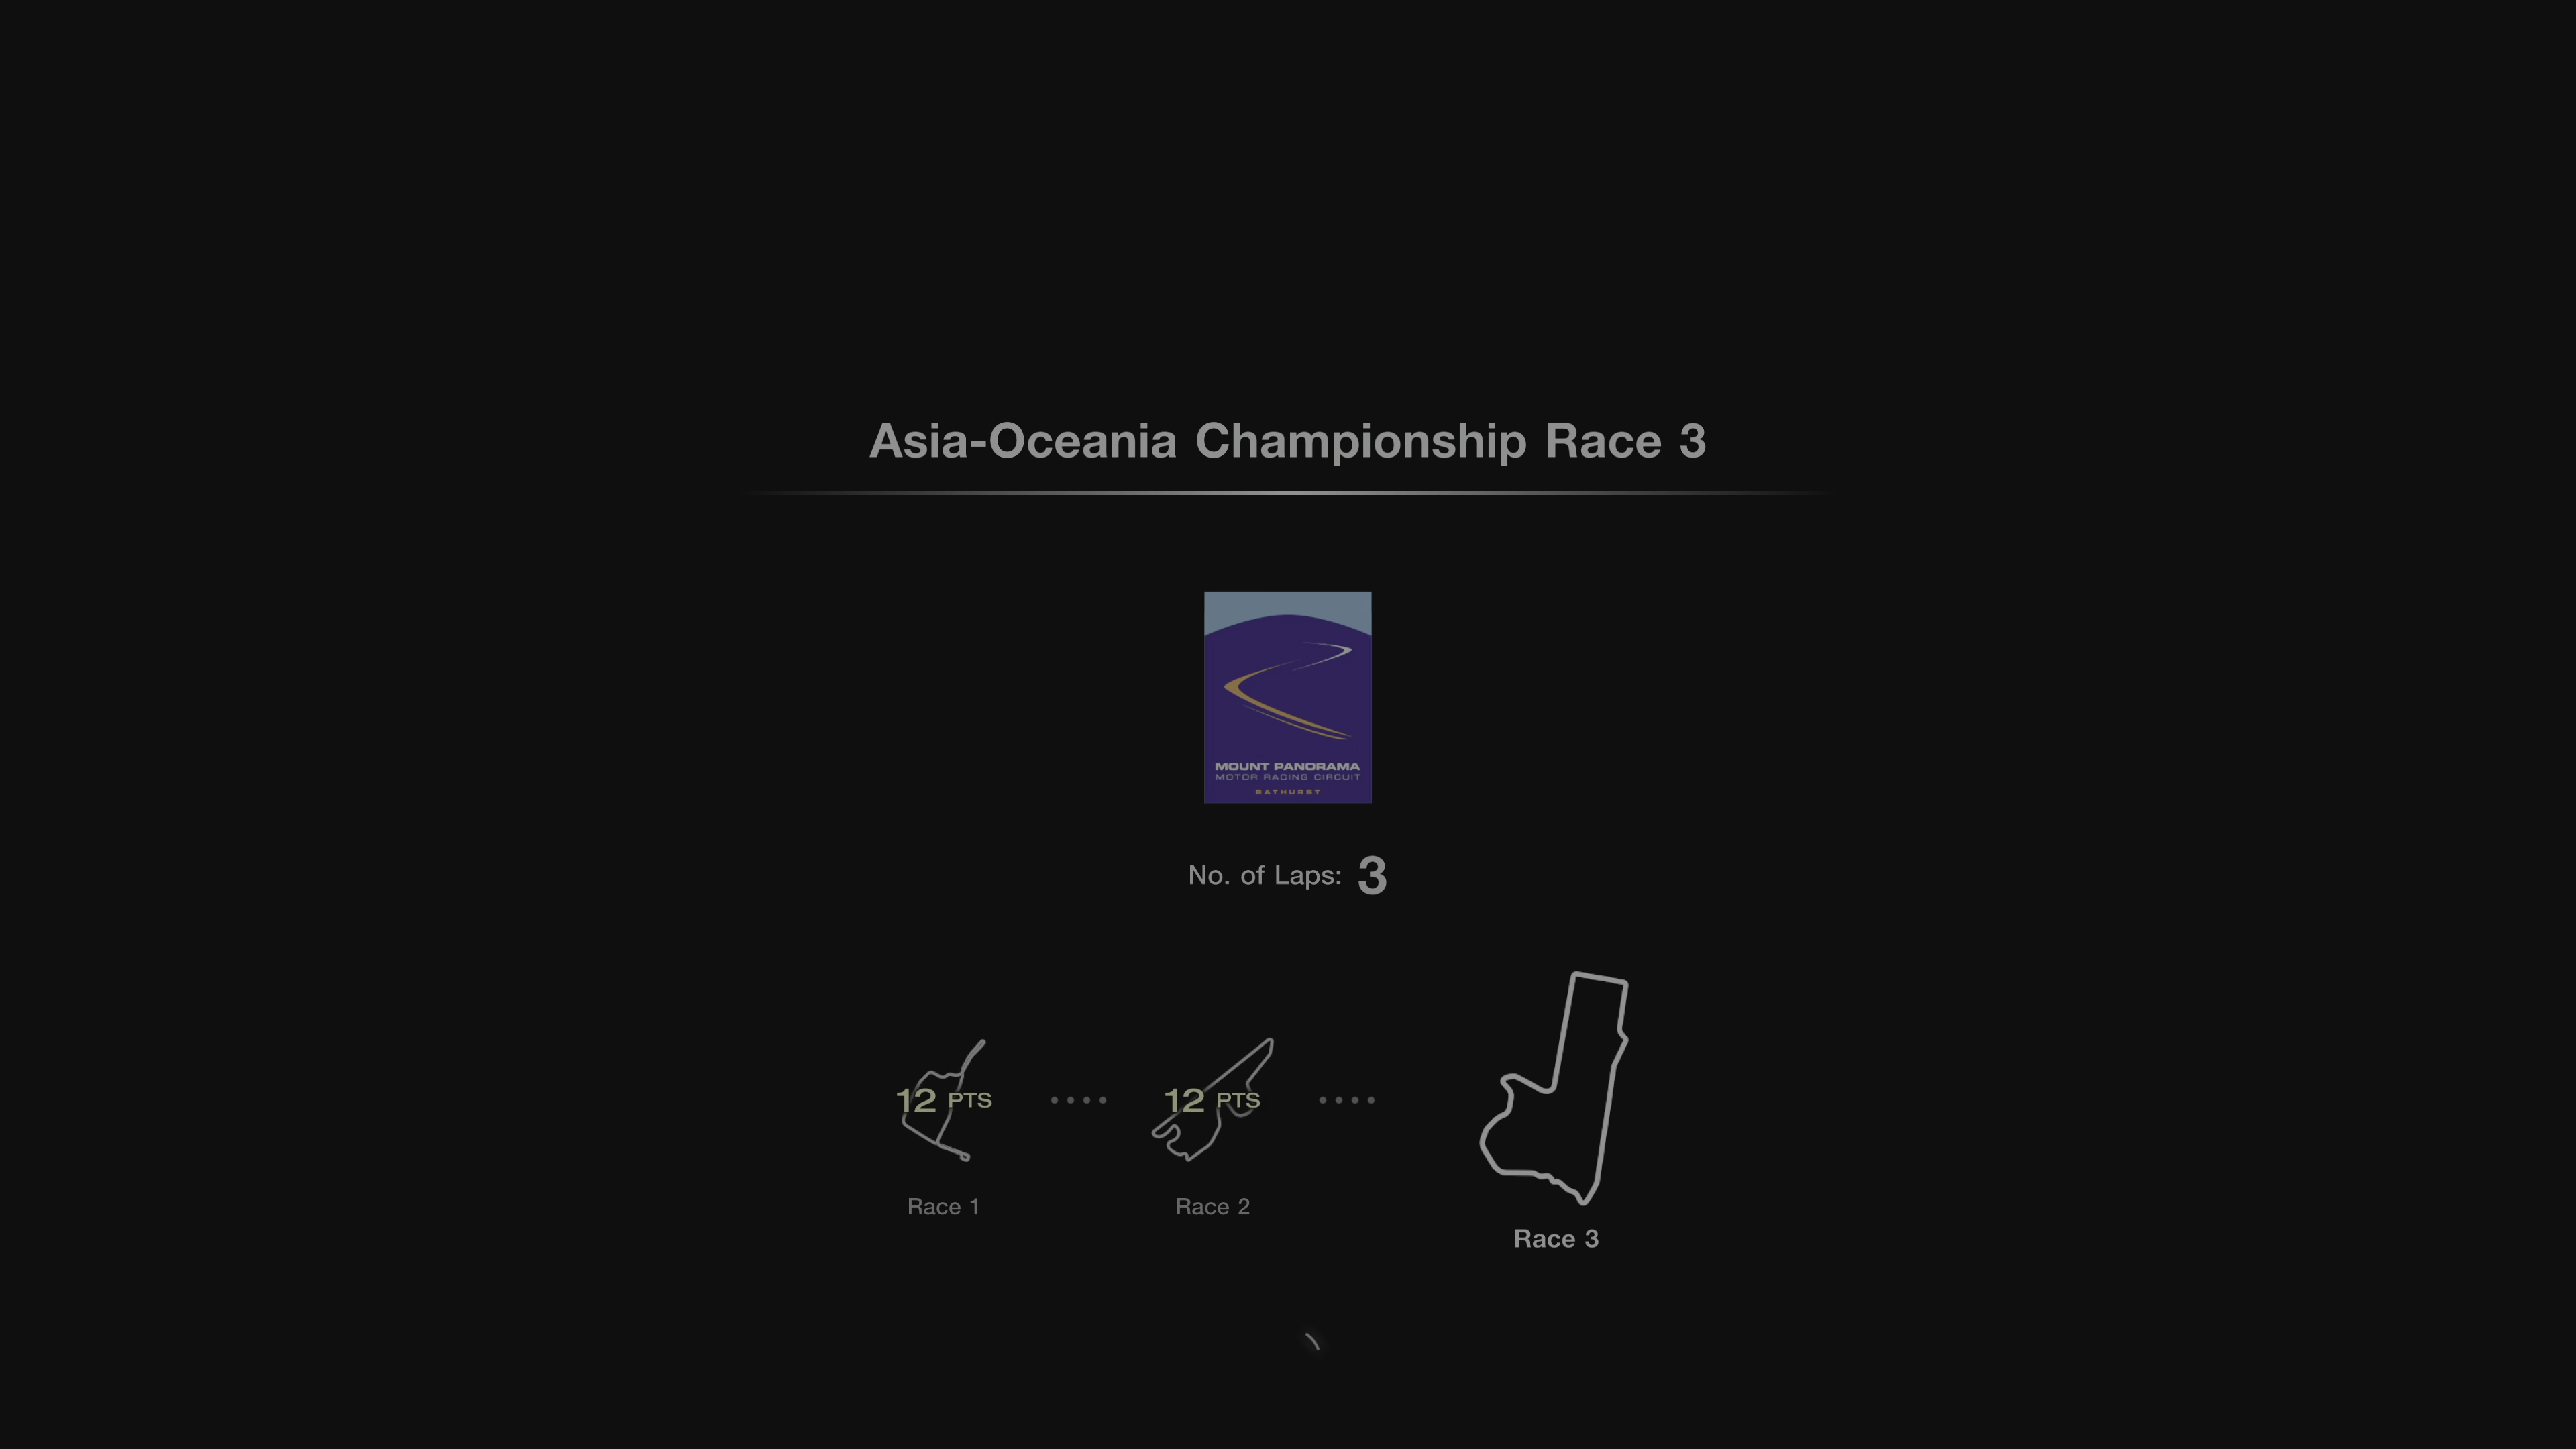 Asia-Oceania Championship Race 3
MOUNT PANORAMA
MOTOR RACING CIRCUIT
BATHURST
No. of Laps: 3
12 PTS
12 PTS
Race 1
Race 2
Race 3